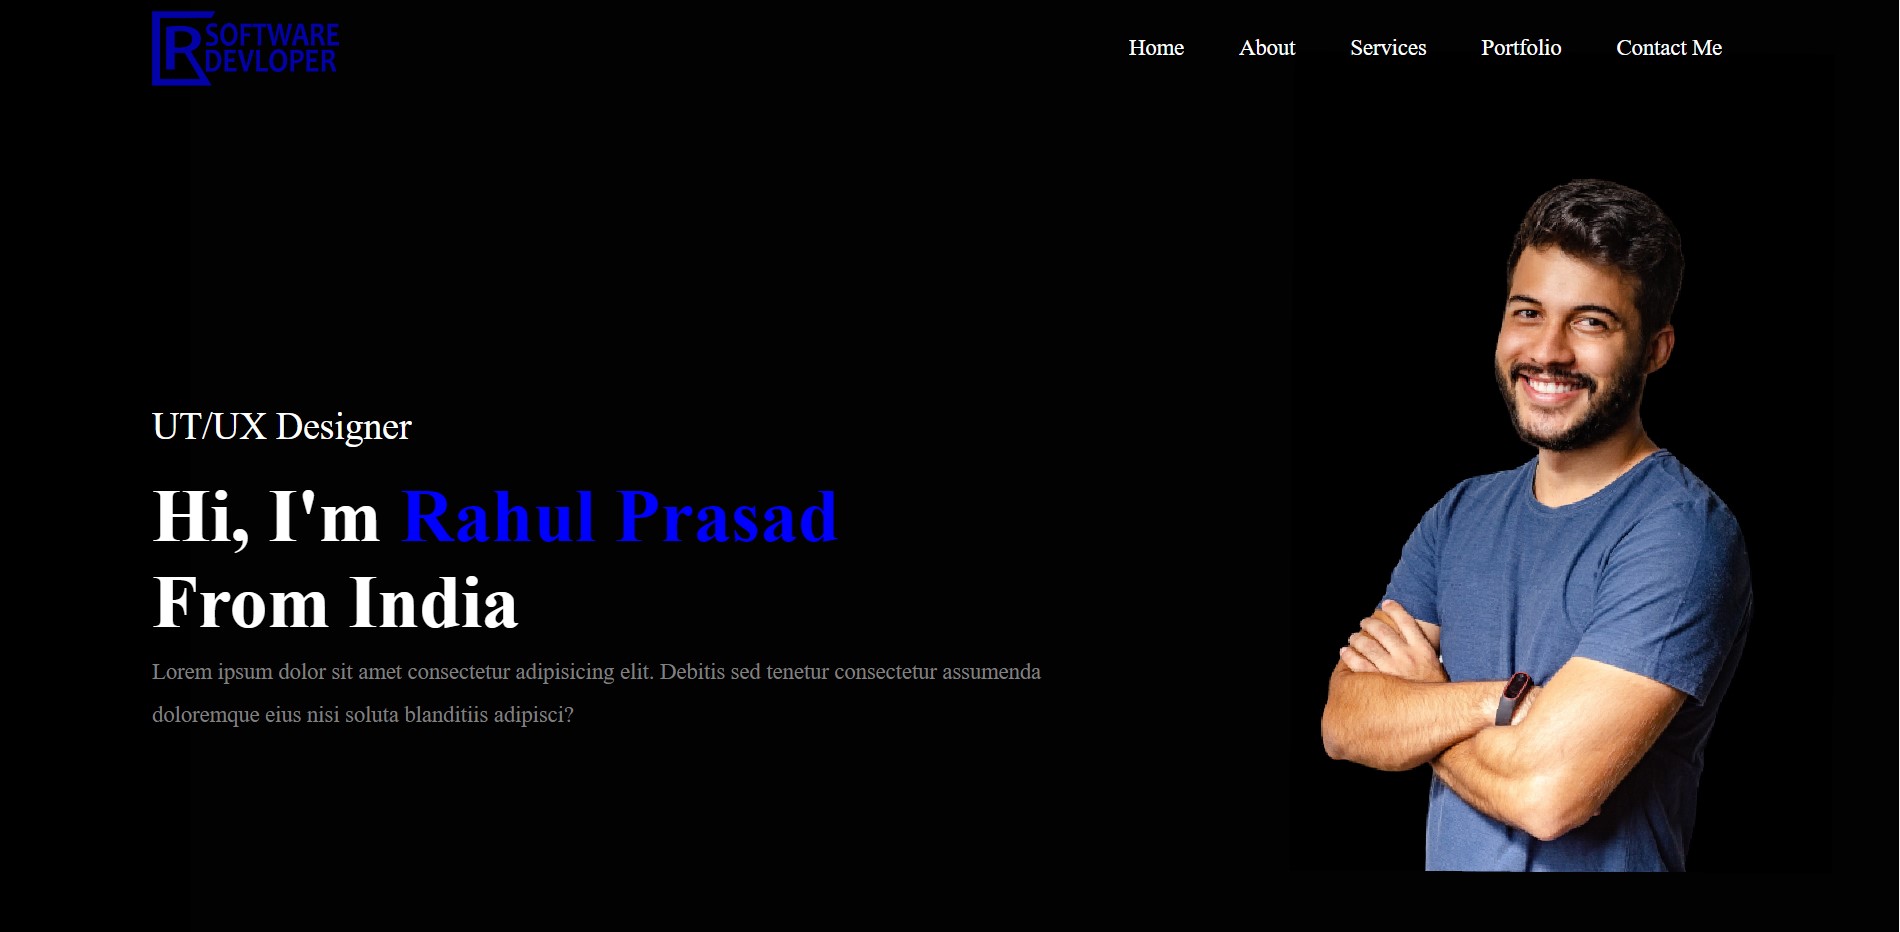 SOFTWARE
DEVLOPER
Home About Services Portfolio Contact Me
UT/UX Designer
Hi, I'm Rahul Prasad
From India
Lorem ipsum dolor sit amet consectetur adipisicing elit. Debitis sed tenetur consectetur assumenda
doloremque eius nisi soluta blanditiis adipisci?